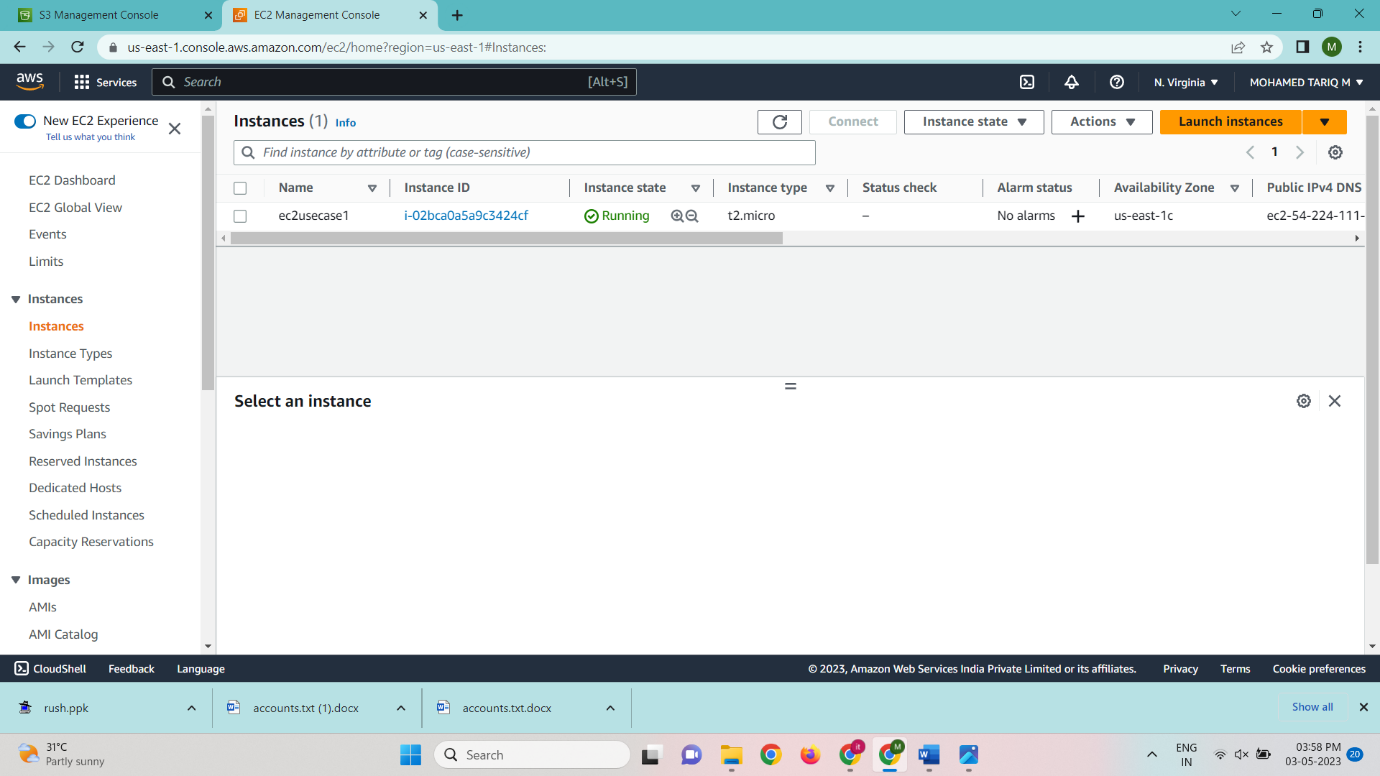 S3 Management Console
EC2 Management Console
us-east-1.console.aws.amazon.com/ec2/home?region=us-east-1#Instances:
M
aws
Services
Search
[Alt+S]
N. Virginia
MOHAMED TARIQ M
New EC2 Experience
Tell us what you think
EC2 Dashboard
EC2 Global View
Events
Limits
Instances
Instances
Instance Types
Launch Templates
Spot Requests
Savings Plans
Reserved Instances
Dedicated Hosts
Scheduled Instances
Capacity Reservations
Images
AMIs
AMI Catalog
Instances (1) Info
Connect
Instance state
Actions
Launch instances
Find instance by attribute or tag (case-sensitive)
1
Name Instance ID Instance state Instance type Status check Alarm status Availability Zone Public IPv4 DNS
ec2usecase1 i-02bca0a5a9c3424cf Running t2.micro – No alarms + us-east-1c ec2-54-224-111-
Select an instance
CloudShell Feedback Language © 2023, Amazon Web Services India Private Limited or its affiliates. Privacy Terms Cookie preferences
rush.ppk
accounts.txt (1).docx
accounts.txt.docx
Show all
31°C
Partly sunny
Search
it
M
ENG
IN
03:58 PM
03-05-2023
20